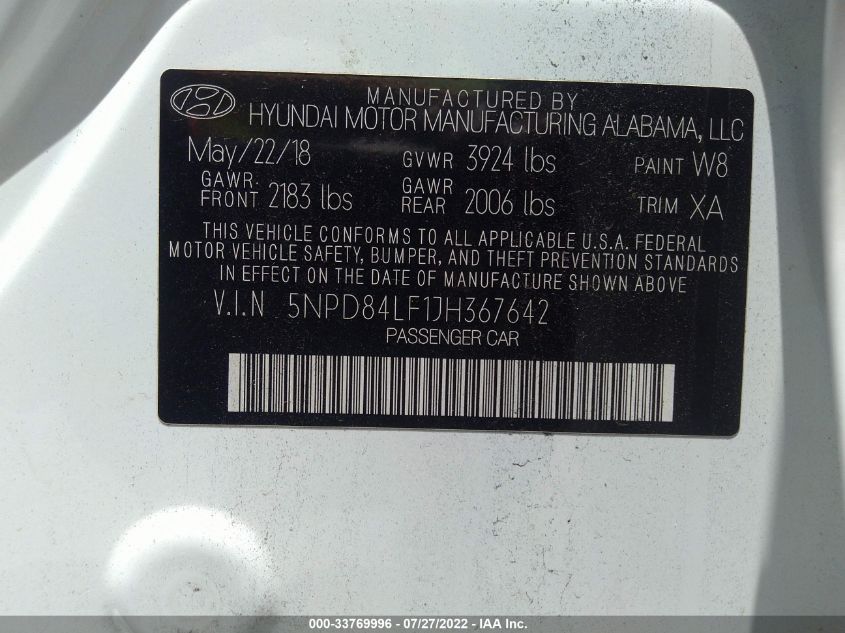 MANUFACTURED BY
HYUNDAI MOTOR MANUFACTURING ALABAMA, LLC
May/22/18 GVWR 3924 lbs PAINT W8
GAWR. FRONT 2183 lbs GAWR REAR 2006 lbs TRIM XA
THIS VEHICLE CONFORMS TO ALL APPLICABLE U.S.A. FEDERAL
MOTOR VEHICLE SAFETY, BUMPER, AND THEFT PREVENTION STANDARDS
IN EFFECT ON THE DATE OF MANUFACTURE SHOWN ABOVE
V.I.N 5NPD84LF1JH367642
PASSENGER CAR
000-33769996 - 07/27/2022 - IAA Inc.